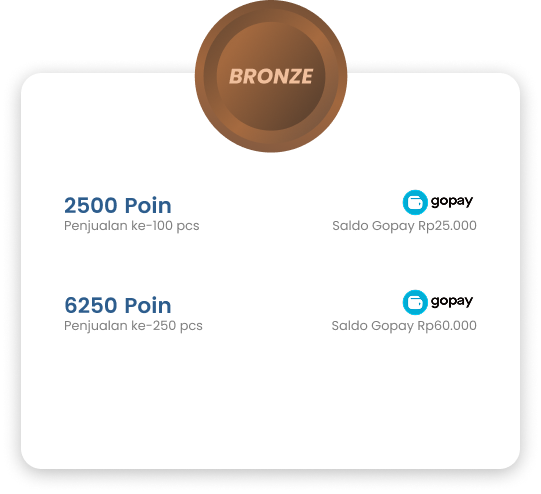 BRONZE
2500 Poin
gopay
Penjualan ke-100 pcs
Saldo Gopay Rp25.000
6250 Poin
gopay
Penjualan ke-250 pcs
Saldo Gopay Rp60.000